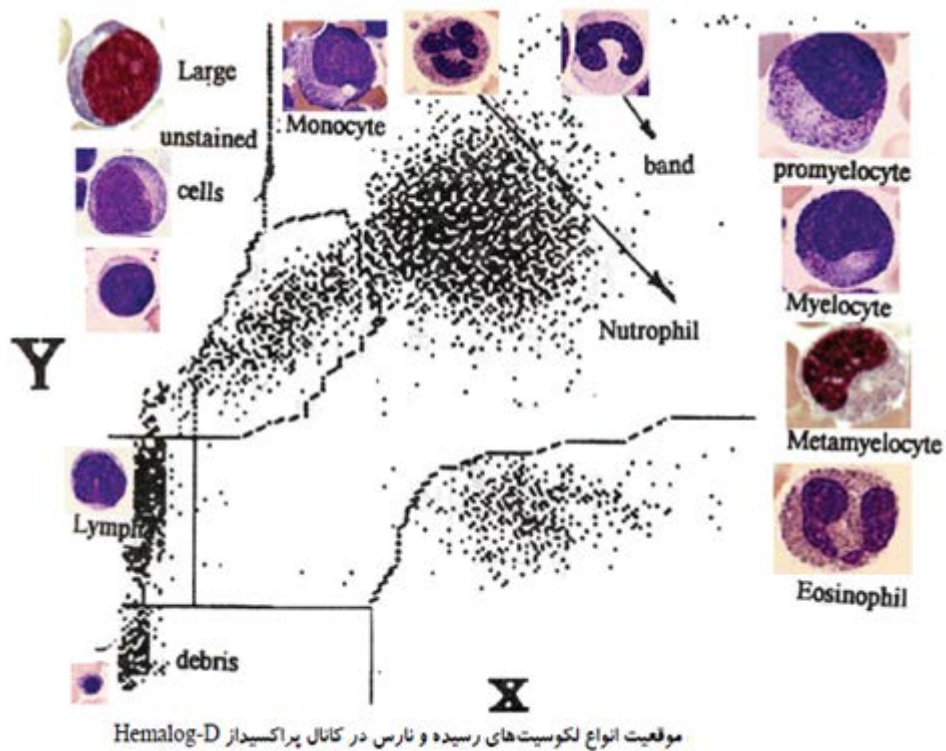 Large
unstained
cells
Monocyte
band
promyelocyte
Myelocyte
Nutrophil
Y
Metamyelocyte
Lymph
Eosinophil
debris
X
موقعیت انواع لکوسیت‌های رسیده و نارس در کانال پراکسیداز Hemalog-D